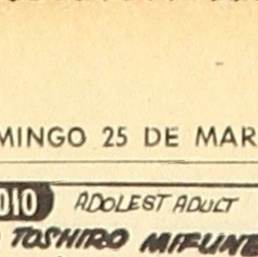 MINGO 25 DE MAR
DIO ADOLEST ADULT
TOSHIRO MIFUNE